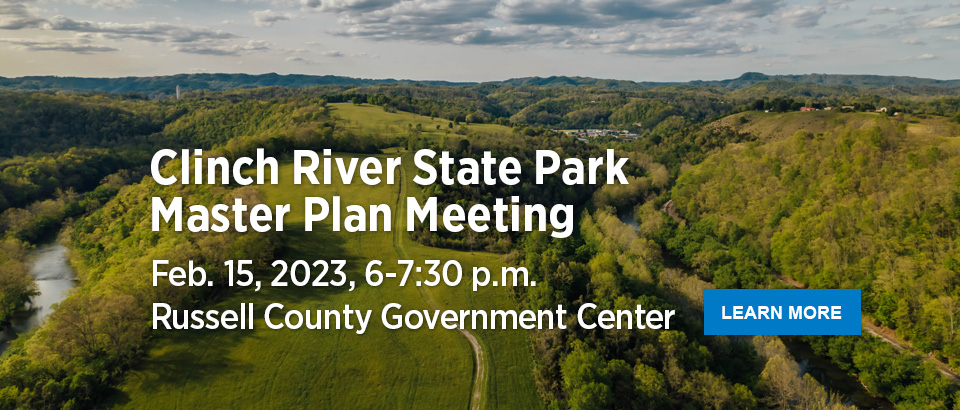 Clinch River State Park
Master Plan Meeting
Feb. 15, 2023, 6-7:30 p.m.
Russell County Government Center
LEARN MORE